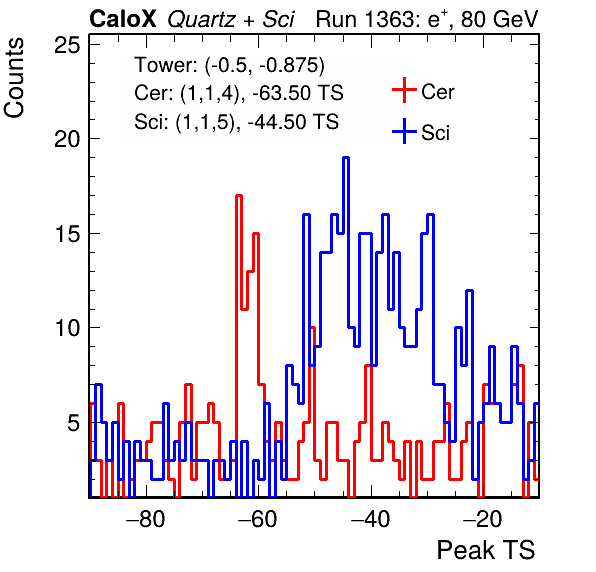 CaloX Quartz + Sci Run 1363: e+, 80 GeV
Counts
25
20
15
10
5
Tower: (-0.5, -0.875)
Cer: (1,1,4), -63.50 TS
Sci: (1,1,5), -44.50 TS
Cer
Sci
−80 −60 −40 −20
Peak TS